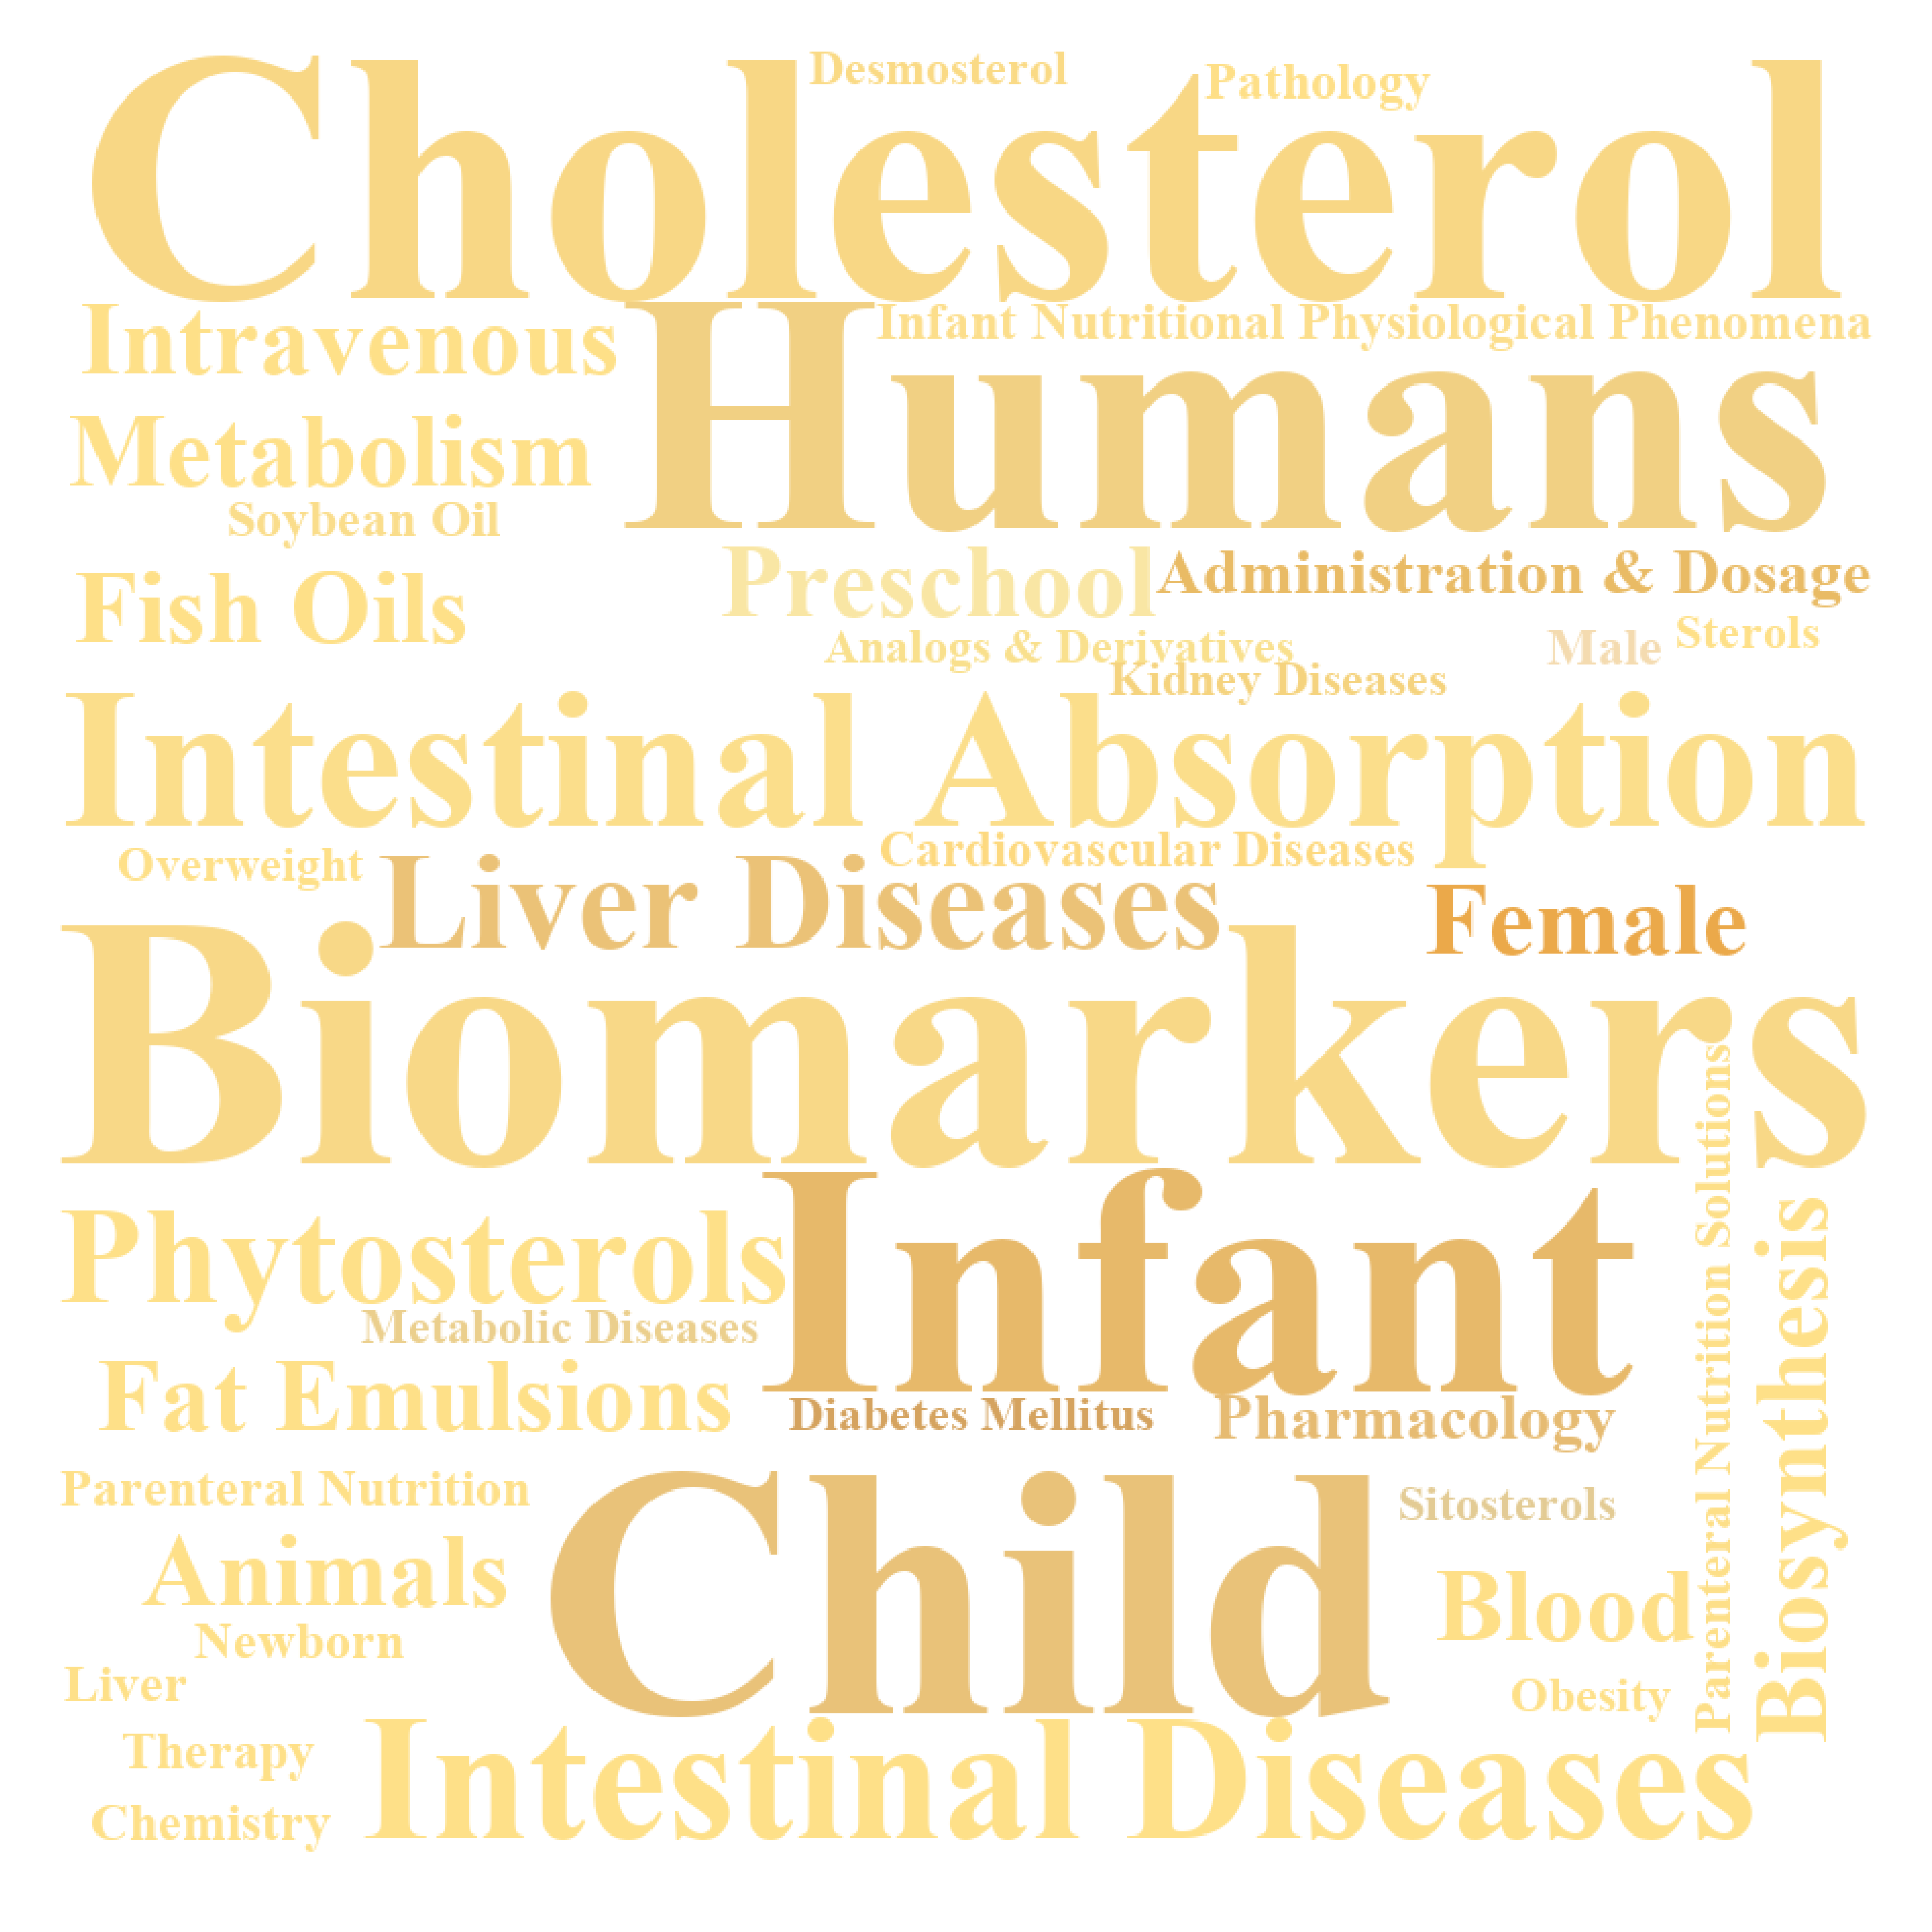 Desmosterol
Pathology
Cholesterol
Intravenous
Infant Nutritional Physiological Phenomena
Humans
Metabolism
Soybean Oil
Preschool
Administration & Dosage
Fish Oils
Analogs & Derivatives
Male
Sterols
Kidney Diseases
Intestinal Absorption
Overweight
Cardiovascular Diseases
Liver Diseases
Female
Biomarkers
Parenteral Nutrition Solutions
Biosynthesis
Phytosterols
Infant
Metabolic Diseases
Fat Emulsions
Diabetes Mellitus
Pharmacology
Parenteral Nutrition
Child
Sitosterols
Animals
Blood
Newborn
Liver
Obesity
Therapy
Intestinal Diseases
Chemistry